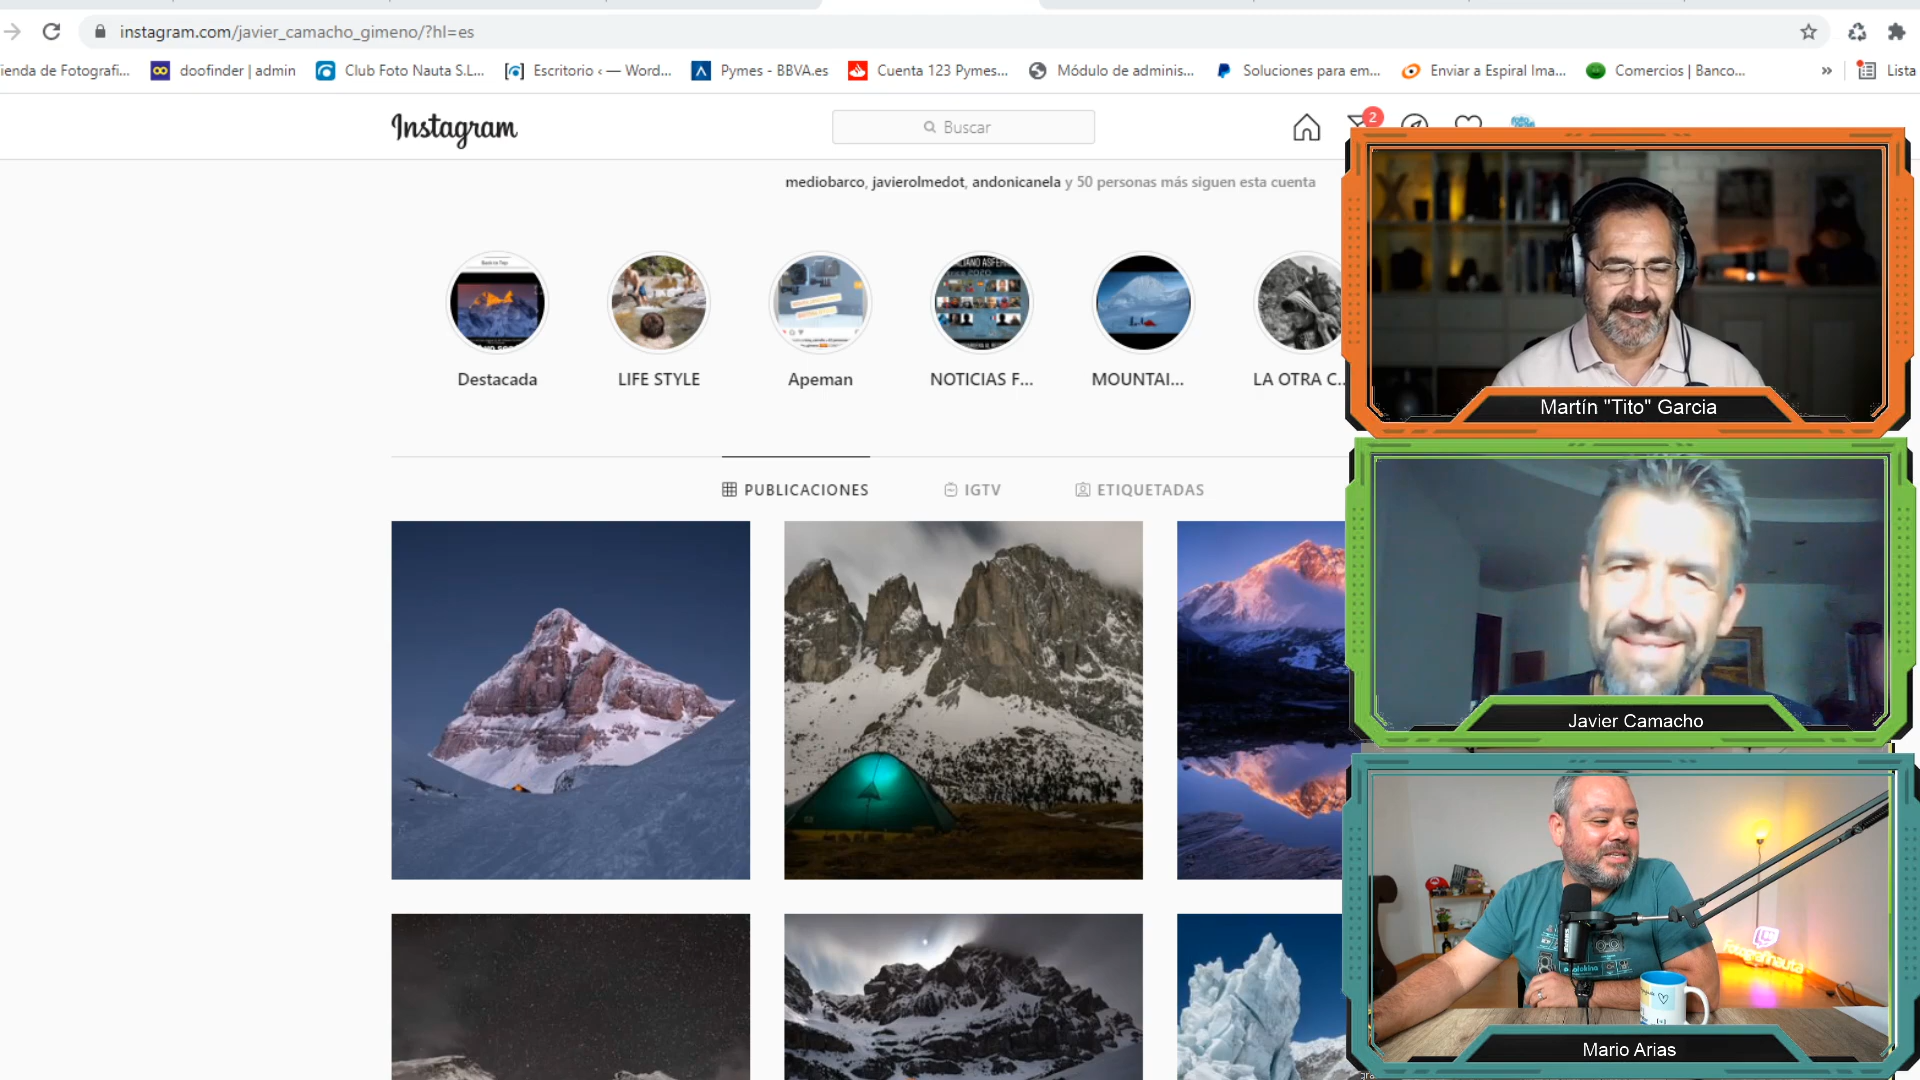 instagram.com/javier_camacho_gimeno/?hl=es
ienda de Fotografi... doofinder | admin Club Foto Nauta S.L... Escritorio ‹ — Word... Pymes - BBVA.es Cuenta 123 Pymes... Módulo de adminis... Soluciones para em... Enviar a Espiral Ima... Comercios | Banco... » Lista
Instagram Buscar 2
mediobarco, javierolmedot, andonicanela y 50 personas más siguen esta cuenta
Destacada LIFE STYLE Apeman NOTICIAS F... MOUNTAI... LA OTRA C...
PUBLICACIONES IGTV ETIQUETADAS
Martín "Tito" Garcia
Javier Camacho
Fotografinauta
Mario Arias